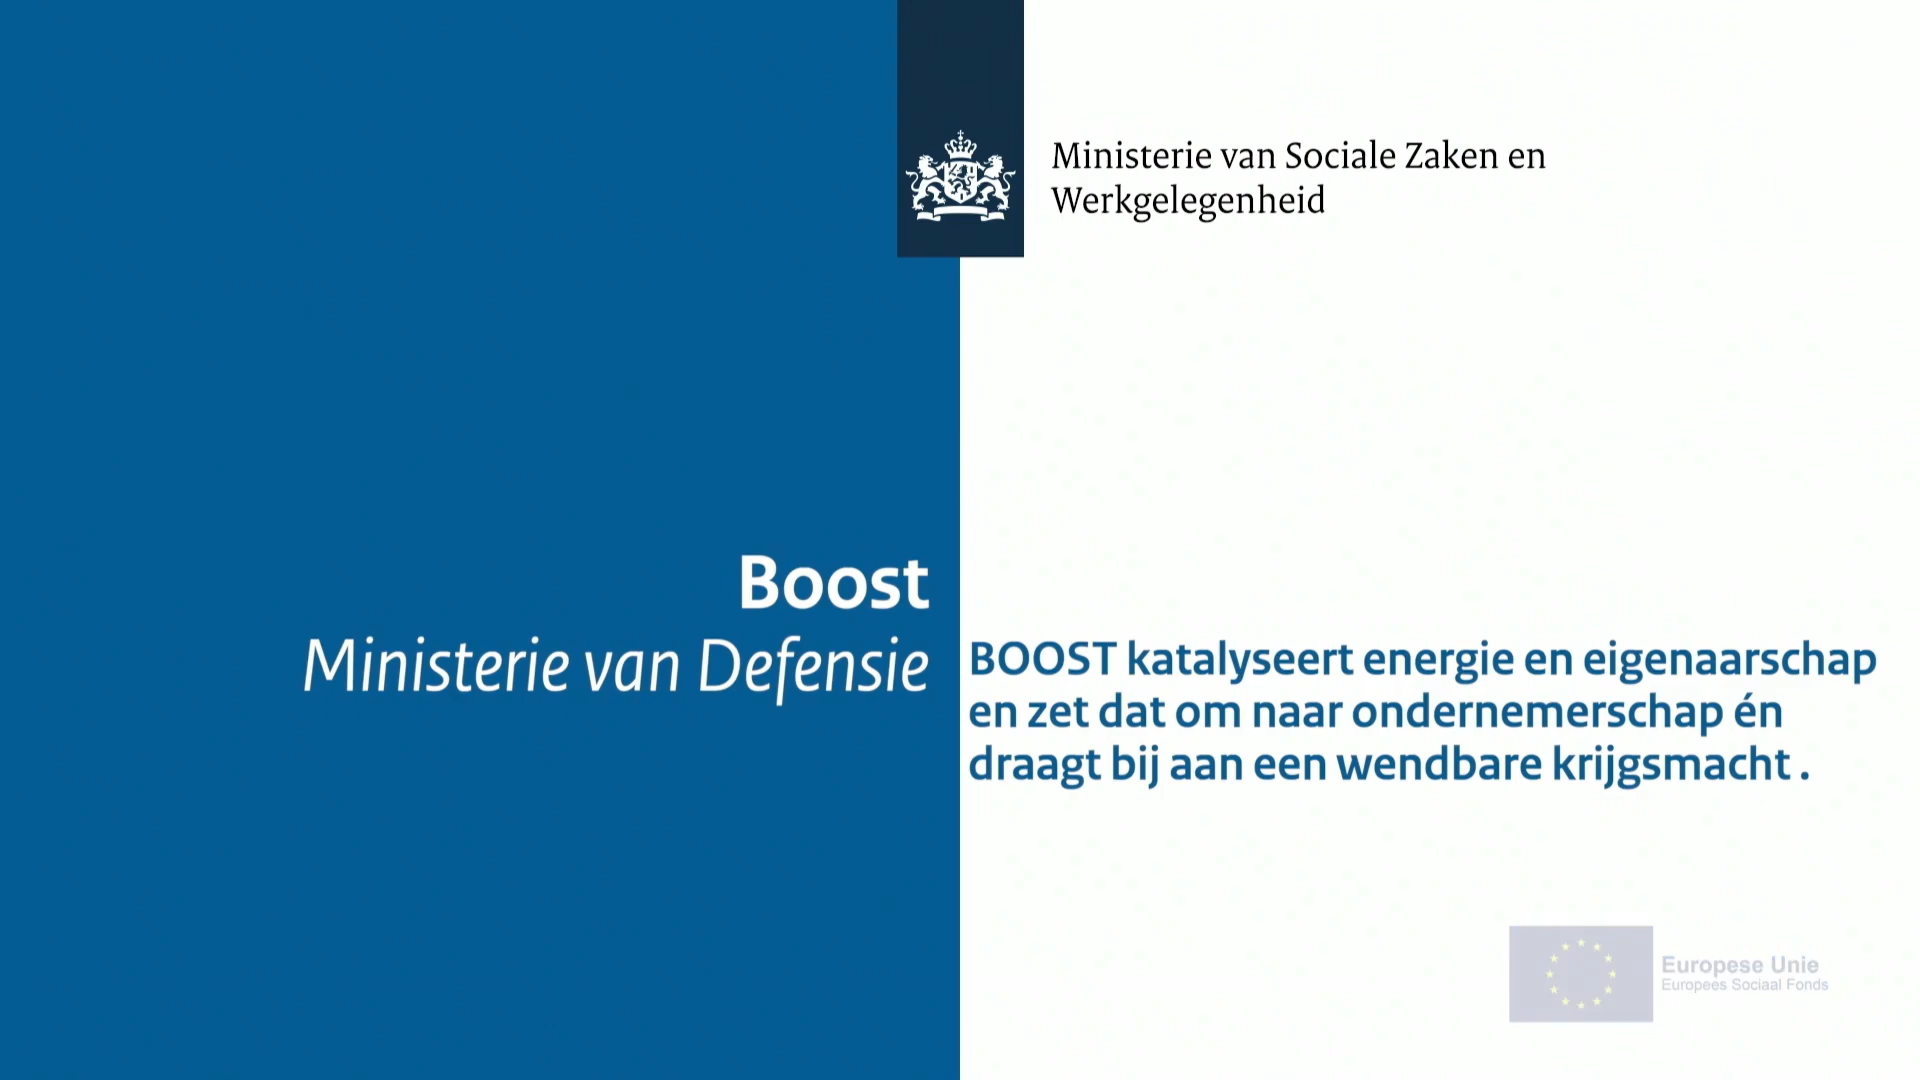 Ministerie van Sociale Zaken en
Werkgelegenheid
Boost
Ministerie van Defensie
BOOST katalyseert energie en eigenaarschap
en zet dat om naar ondernemerschap én
draagt bij aan een wendbare krijgsmacht .
Europese Unie
Europees Sociaal Fonds